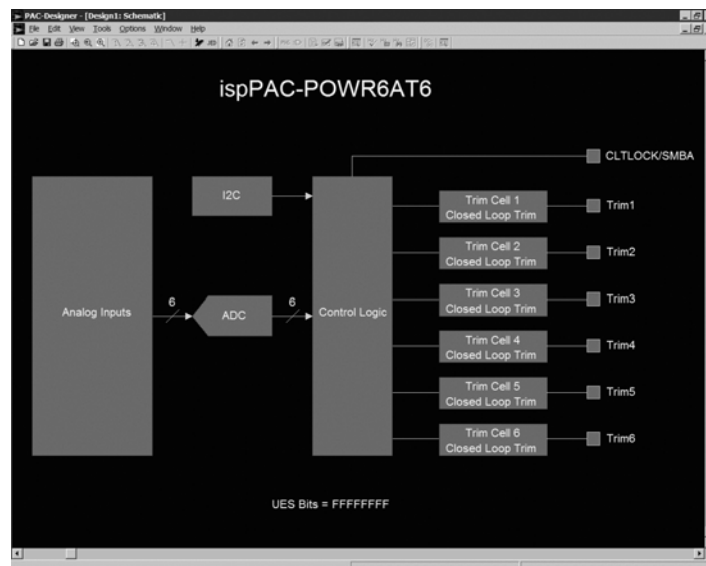 PAC-Designer - [Design1: Schematic]
File Edit View Tools Options Window Help
ispPAC-POWR6AT6
CLTLOCK/SMBA
I2C
Trim Cell 1
Closed Loop Trim
Trim1
Trim Cell 2
Closed Loop Trim
Trim2
Analog Inputs
6
ADC
6
Control Logic
Trim Cell 3
Closed Loop Trim
Trim3
Trim Cell 4
Closed Loop Trim
Trim4
Trim Cell 5
Closed Loop Trim
Trim5
Trim Cell 6
Closed Loop Trim
Trim6
UES Bits = FFFFFFFF